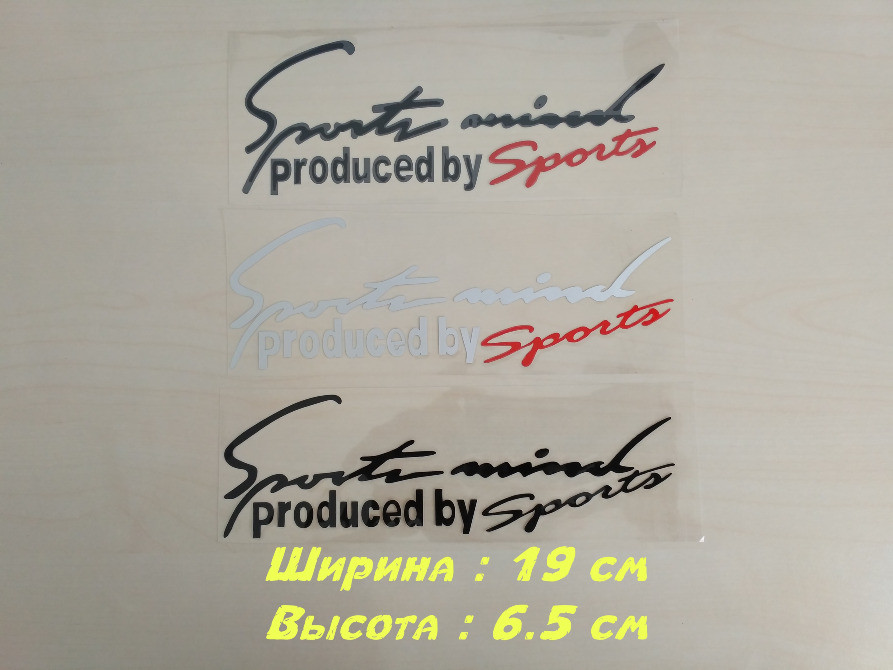 Sports mind
produced by Sports
Sports mind
produced by Sports
Sports mind
produced by Sports
Ширина : 19 см
Высота : 6.5 см